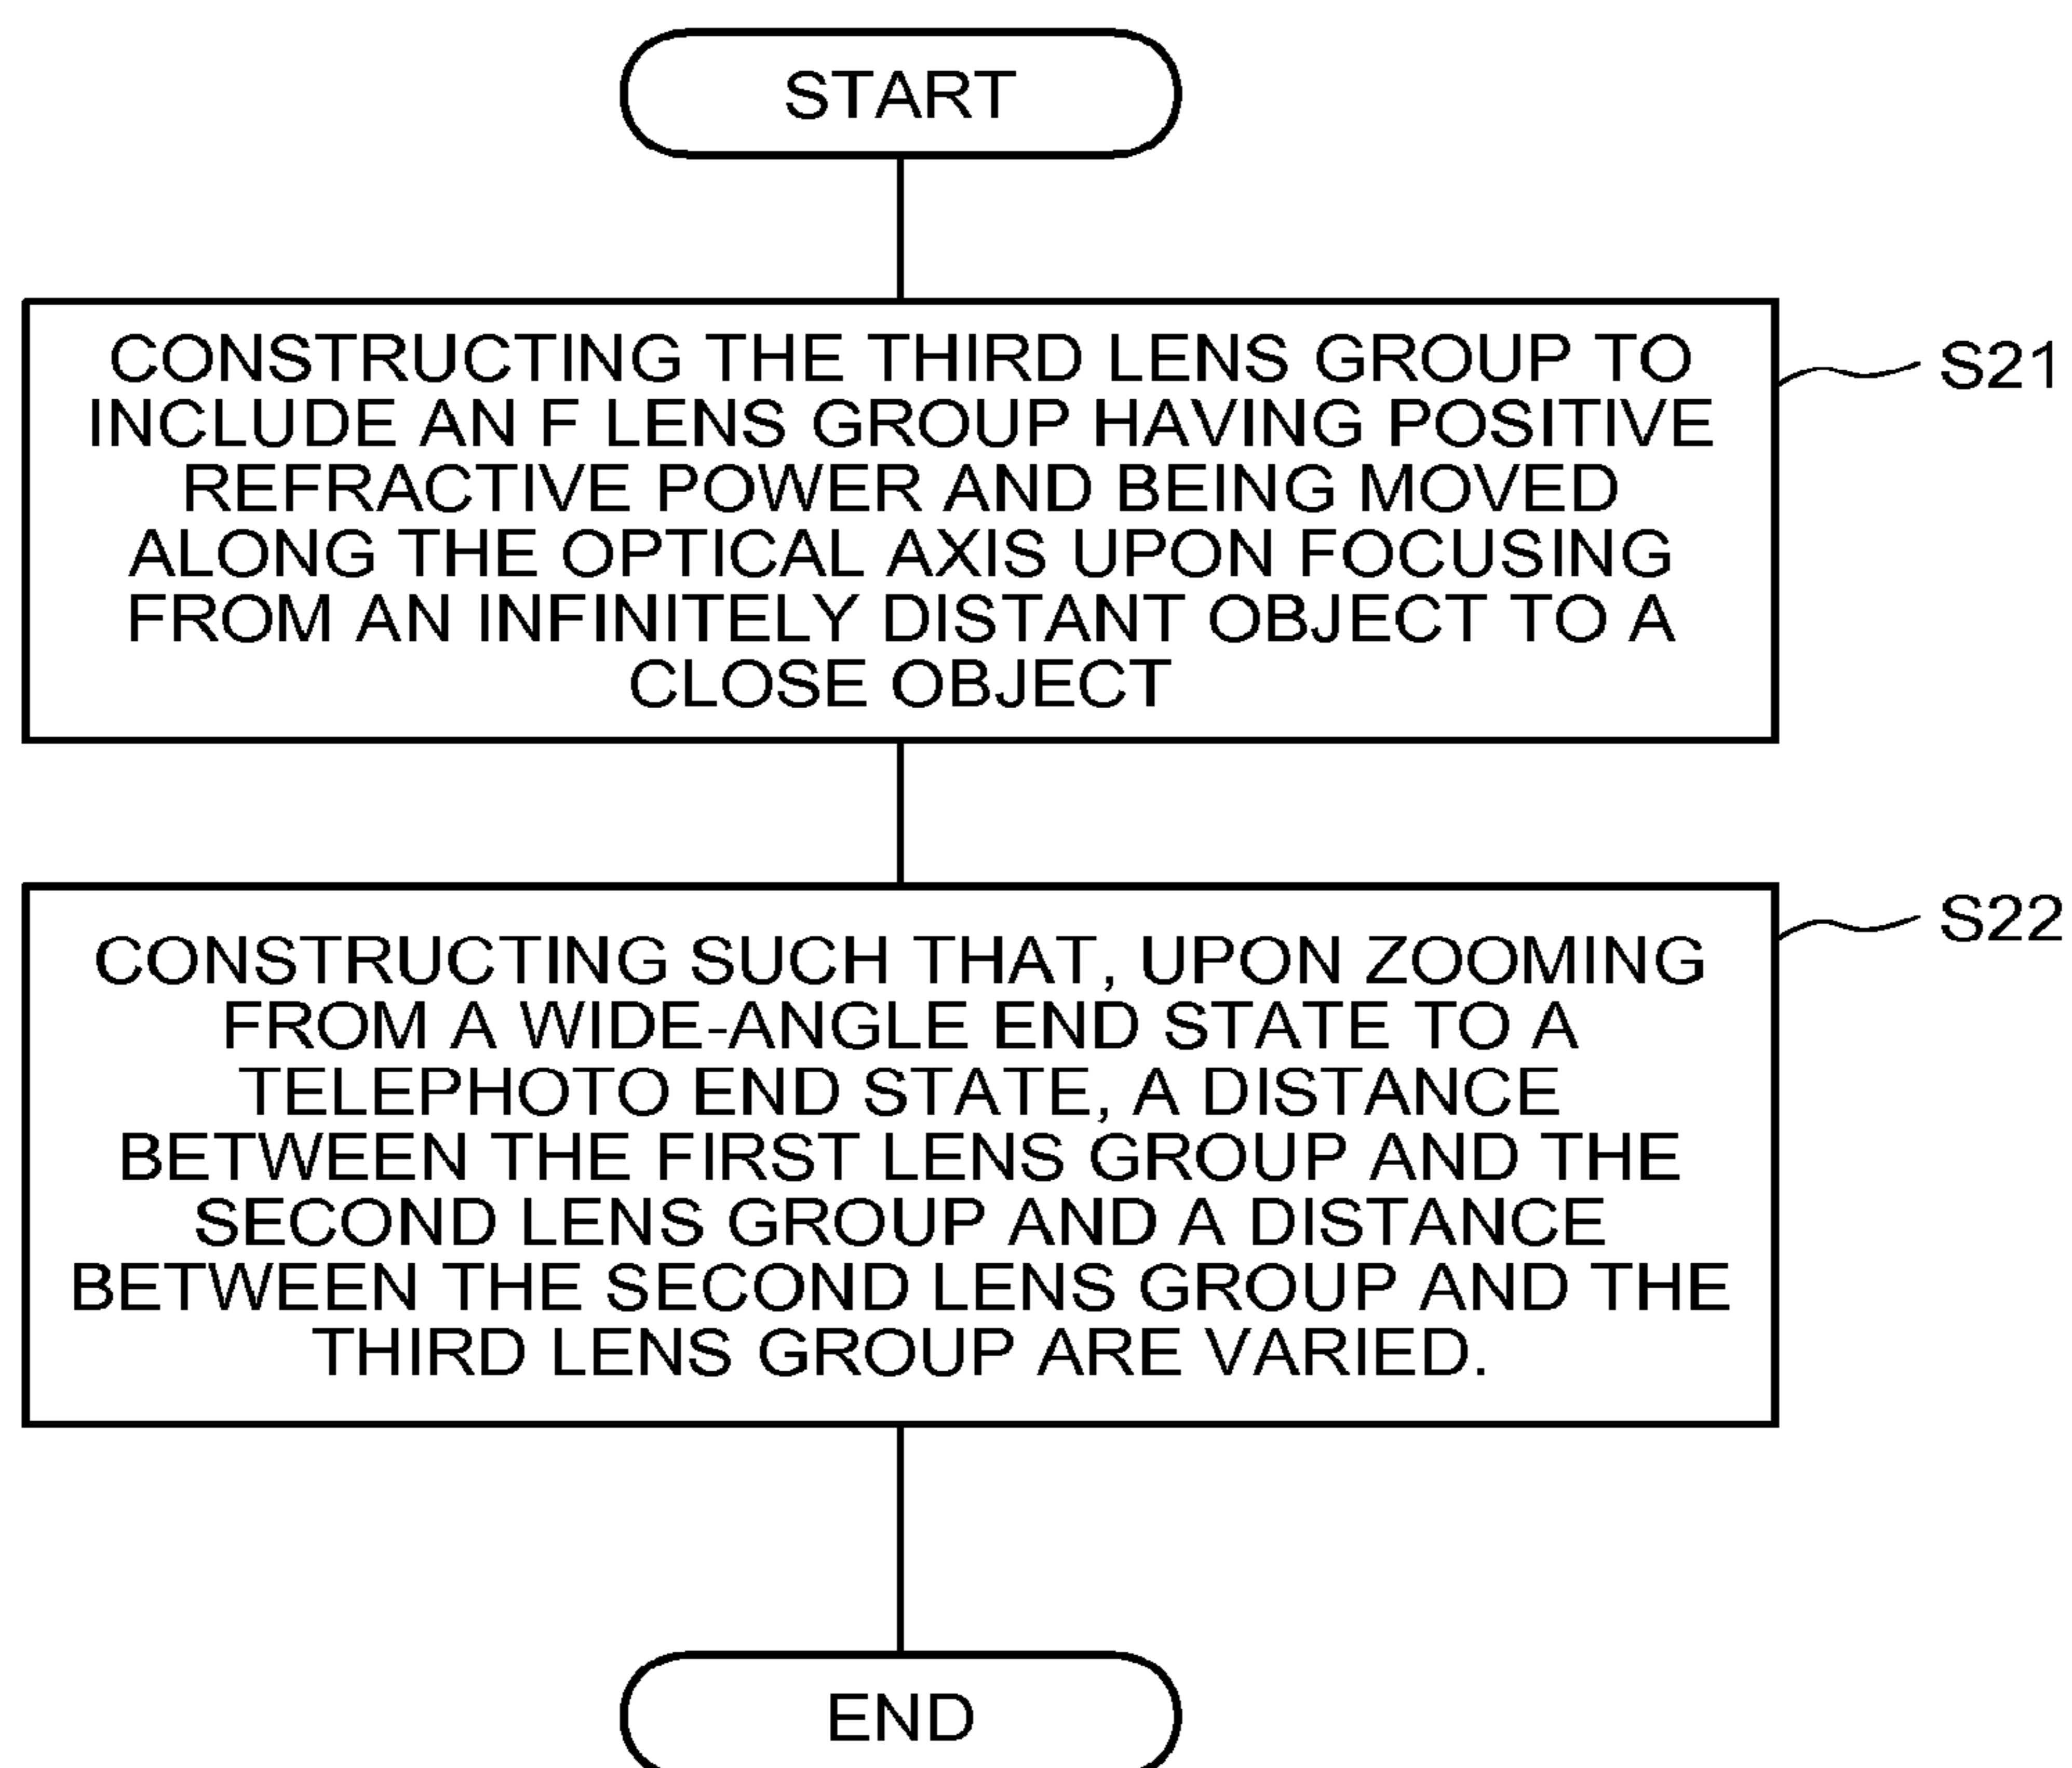 START
CONSTRUCTING THE THIRD LENS GROUP TO
INCLUDE AN F LENS GROUP HAVING POSITIVE
REFRACTIVE POWER AND BEING MOVED
ALONG THE OPTICAL AXIS UPON FOCUSING
FROM AN INFINITELY DISTANT OBJECT TO A
CLOSE OBJECT
S21
CONSTRUCTING SUCH THAT, UPON ZOOMING
FROM A WIDE-ANGLE END STATE TO A
TELEPHOTO END STATE, A DISTANCE
BETWEEN THE FIRST LENS GROUP AND THE
SECOND LENS GROUP AND A DISTANCE
BETWEEN THE SECOND LENS GROUP AND THE
THIRD LENS GROUP ARE VARIED.
S22
END